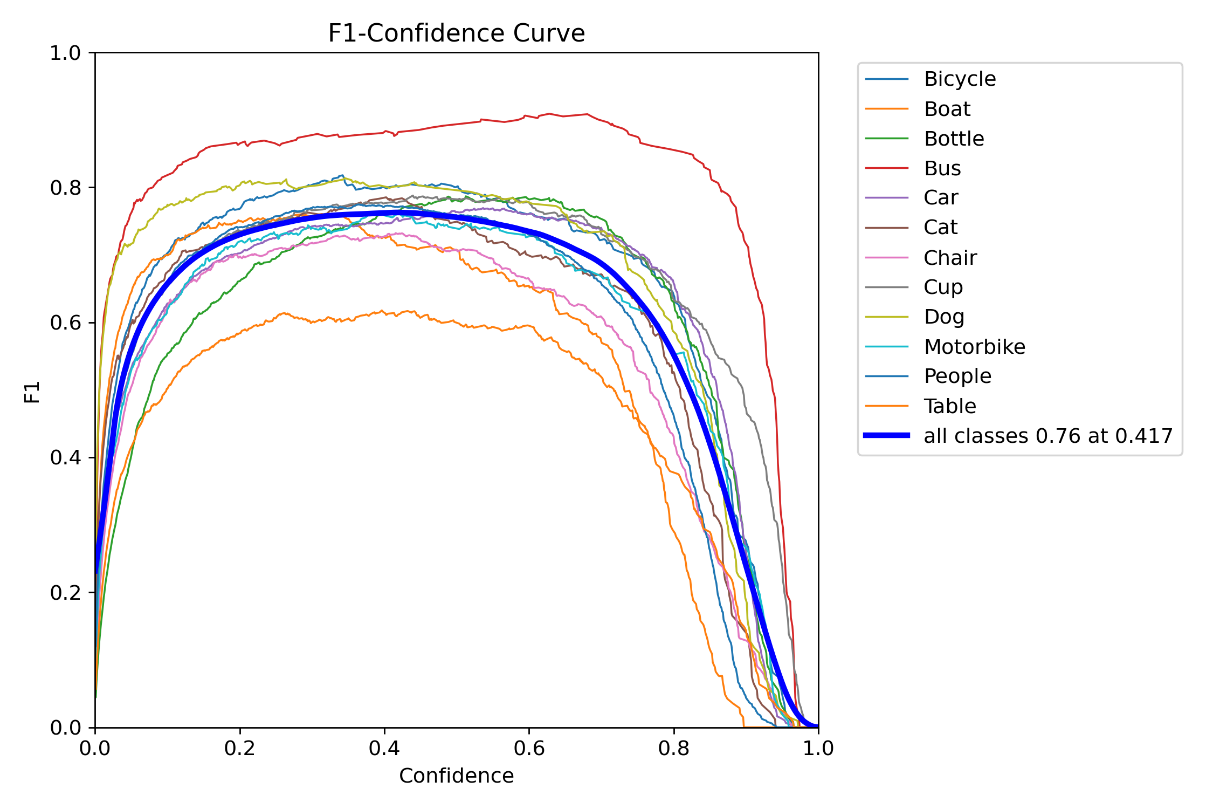 F1-Confidence Curve
1.0
0.8
0.6
0.4
0.2
0.0
F1
0.0 0.2 0.4 0.6 0.8 1.0
Confidence
Bicycle
Boat
Bottle
Bus
Car
Cat
Chair
Cup
Dog
Motorbike
People
Table
all classes 0.76 at 0.417